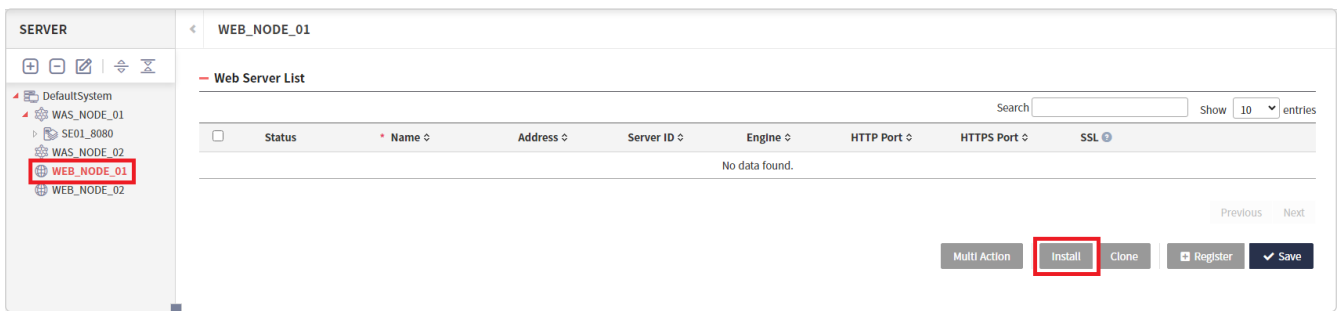 SERVER
WEB_NODE_01
DefaultSystem
WAS_NODE_01
SE01_8080
WAS_NODE_02
WEB_NODE_01
WEB_NODE_02
Web Server List
Search Show 10 entries
Status * Name Address Server ID Engine HTTP Port HTTPS Port SSL
No data found.
Previous Next
Multi Action Install Clone Register Save